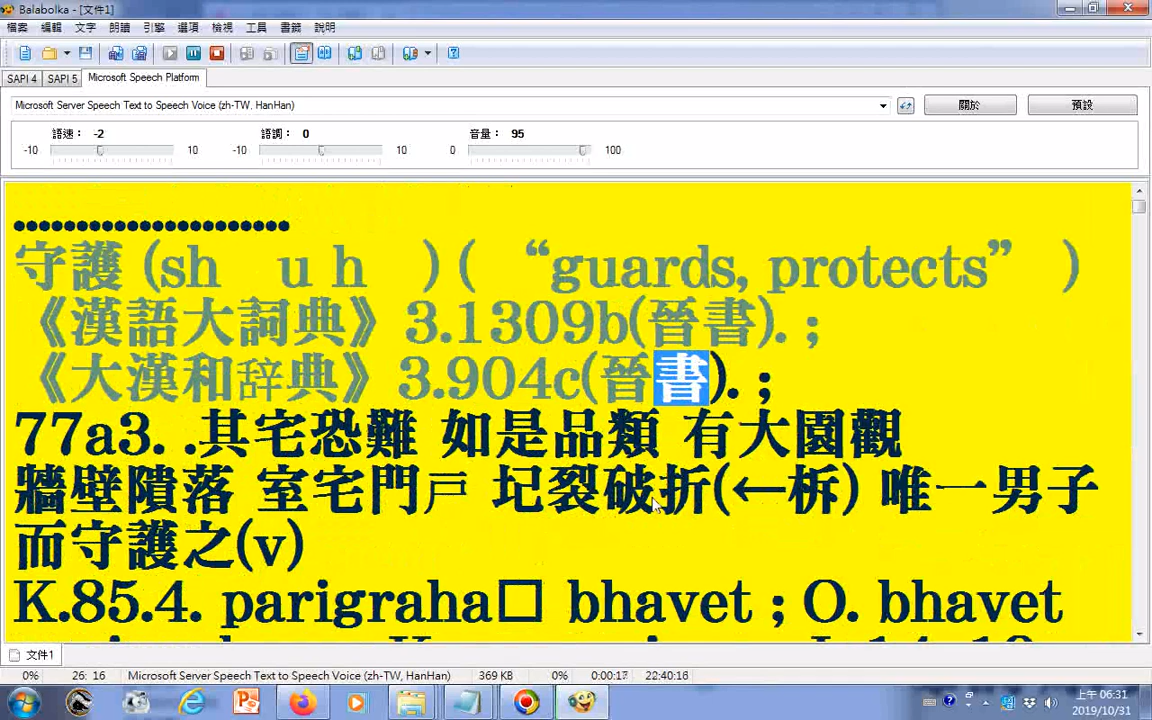 Balabolka - [文件1]
檔案 編輯 文字 朗讀 引擎 選項 檢視 工具 書籤 說明
SAPI 4 SAPI 5 Microsoft Speech Platform
Microsoft Server Speech Text to Speech Voice (zh-TW, HanHan) 關於 預設
語速: -2 語調: 0 音量: 95
-10 10 -10 10 0 100
●●●●●●●●●●●●●●●●●●●●●
守護 (sh u h ) ( “guards, protects” )
《漢語大詞典》 3.1309b(晉書). ;
《大漢和辞典》 3.904c(晉書). ;
77a3. .其宅恐難 如是品類 有大園觀
牆壁隤落 室宅門戸 圮裂破折(←柝) 唯一男子
而守護之(v)
K.85.4. parigraha□ bhavet ; O. bhavet
文件1
0% 26: 16 Microsoft Server Speech Text to Speech Voice (zh-TW, HanHan) 369 KB 0% 0:00:17 22:40:18
上午 06:31
2019/10/31